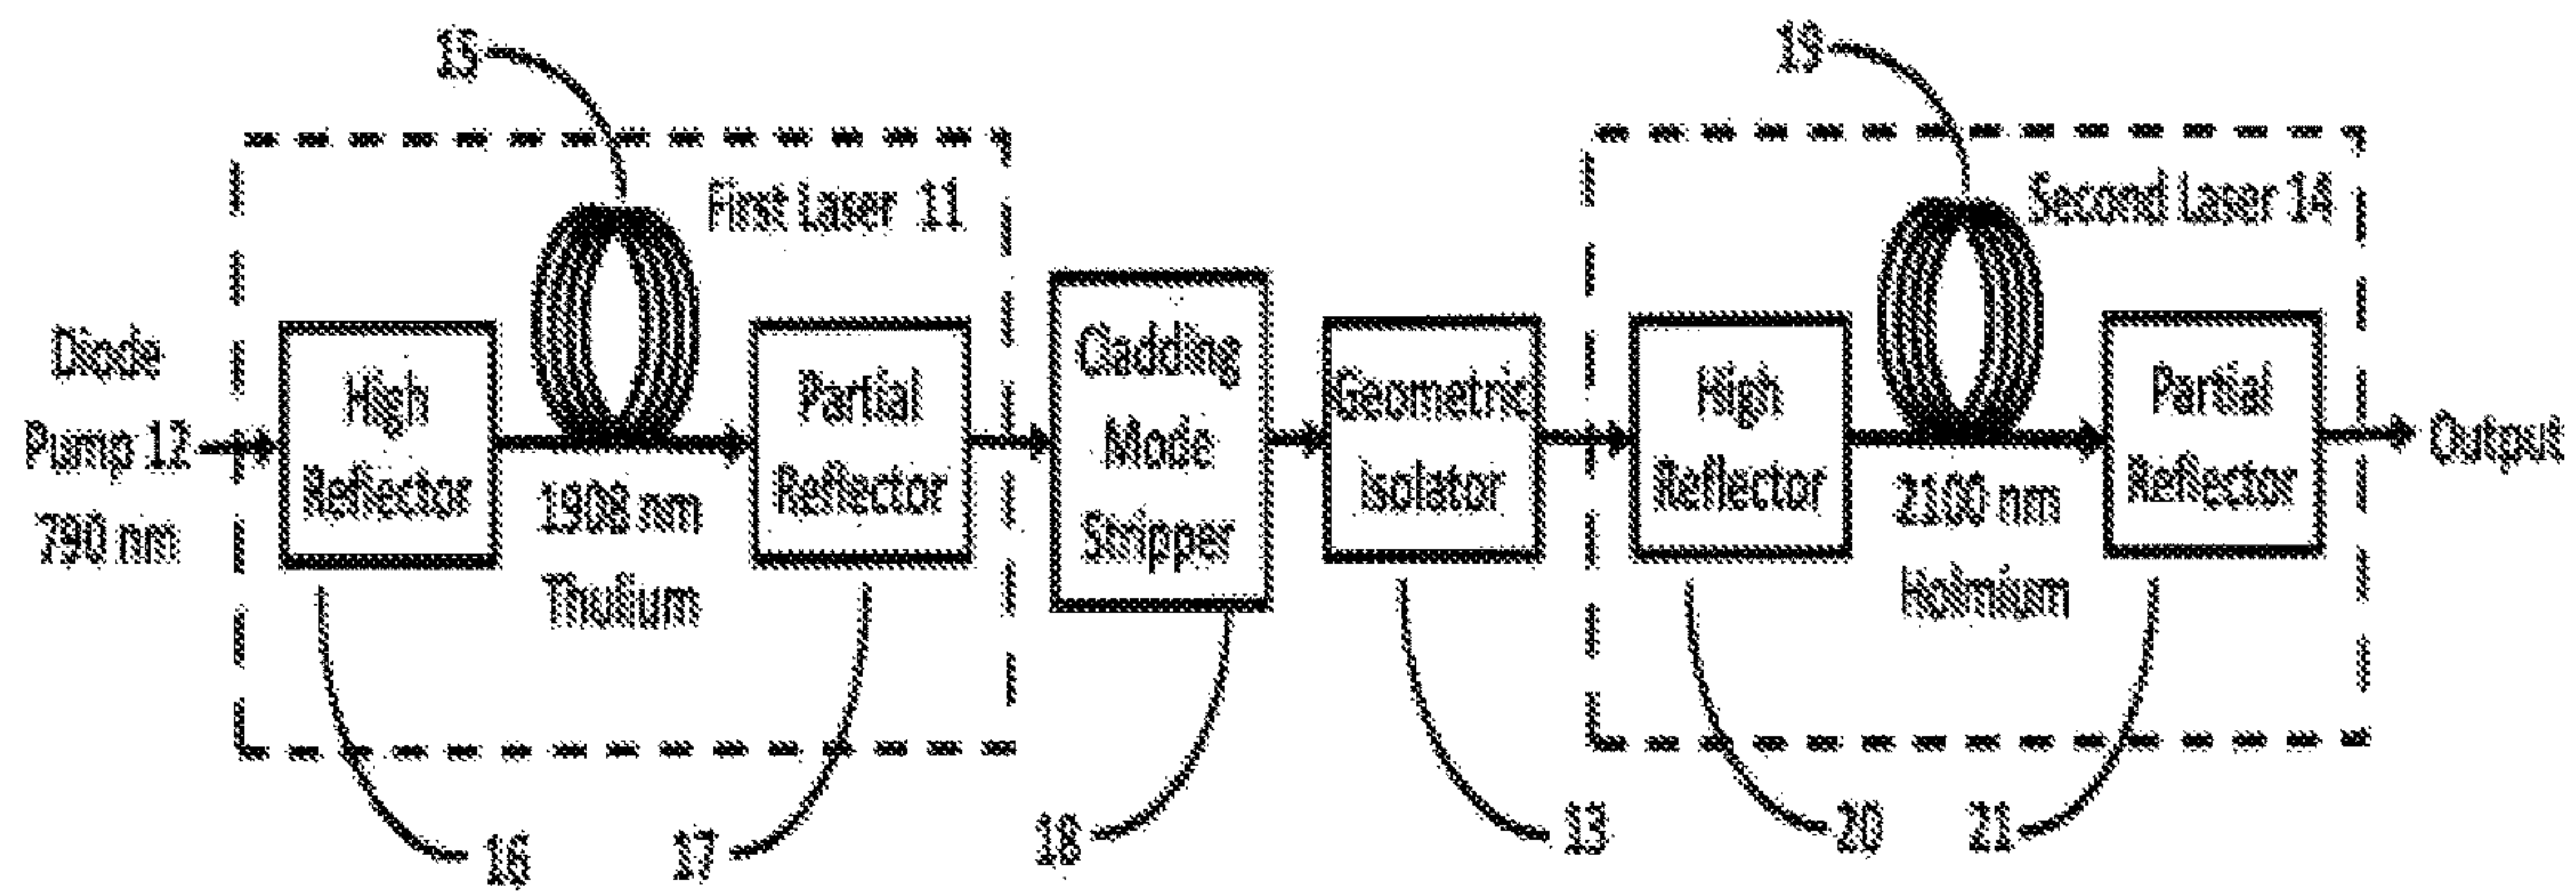 15
19
First Laser 11
Second Laser 14
Diode
Pump 12
790 nm
High
Reflector
1908 nm
Thulium
Partial
Reflector
Cladding
Mode
Stripper
Geometric
Isolator
High
Reflector
2100 nm
Holmium
Partial
Reflector
Output
16
17
18
13
20
21